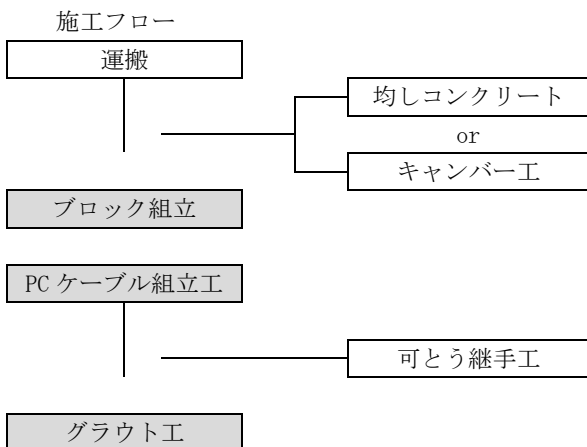 施工フロー
運搬
均しコンクリート
or
キャンバー工
ブロック組立
PCケーブル組立工
可とう継手工
グラウト工